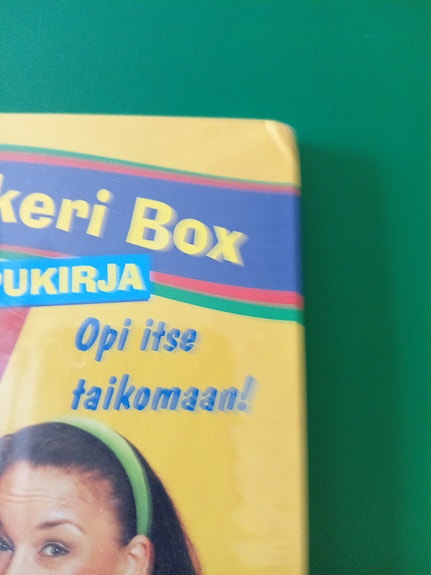 keri Box
PUKIRJA
Opi itse
taikomaan!